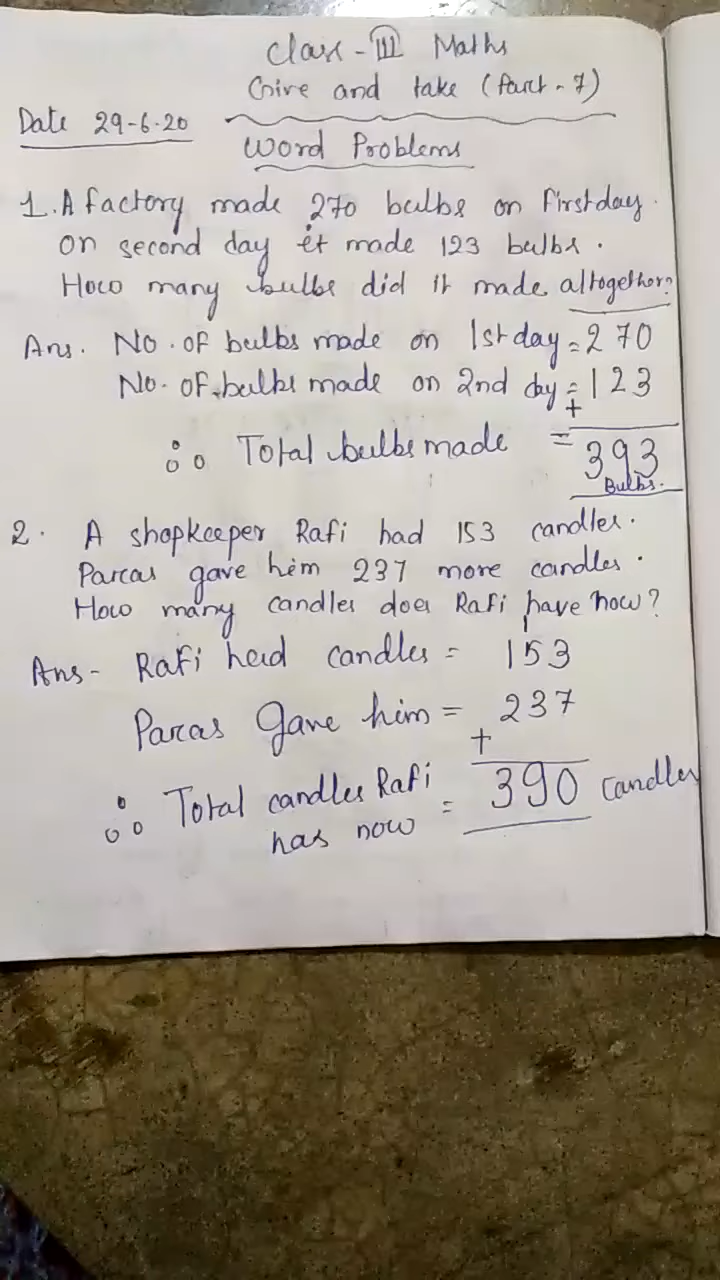 Class - III Maths
Give and take (Part - 7)
Date 29-6-20
Word Problems
1. A factory made 270 bulbs on first day.
On second day it made 123 bulbs.
How many bulbs did it made altogether?
Ans. No. of bulbs made on 1st day = 270
No. of bulbs made on 2nd day = + 123
∴ Total bulbs made = 393
Bulbs.
2. A shopkeeper Rafi had 153 candles.
Paras gave him 237 more candles.
How many candles does Rafi have now?
Ans - Rafi had candles = 153
Paras Gave him = 237
+
∴ Total candles Rafi
has now = 390 candles